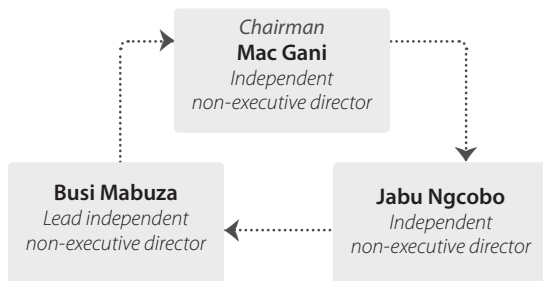 Chairman
Mac Gani
Independent
non-executive director
Busi Mabuza
Lead independent
non-executive director
Jabu Ngcobo
Independent
non-executive director